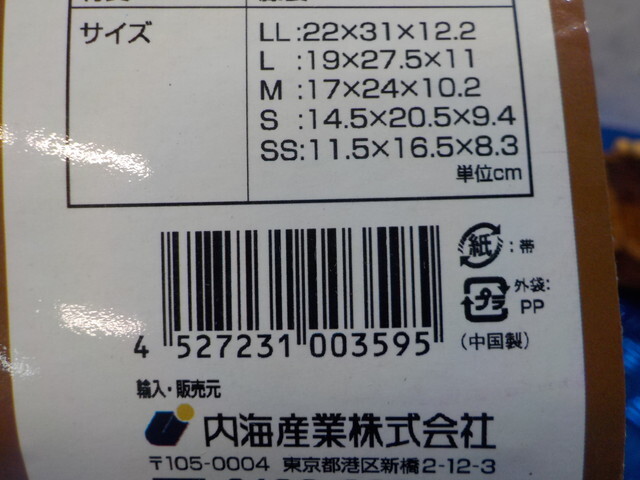 サイズ
LL:22×31×12.2
L :19×27.5×11
M :17×24×10.2
S :14.5×20.5×9.4
SS:11.5×16.5×8.3
単位cm
紙:帯
プラ 外袋:PP
4 527231 003595
(中国製)
輸入・販売元
内海産業株式会社
〒105-0004 東京都港区新橋2-12-3